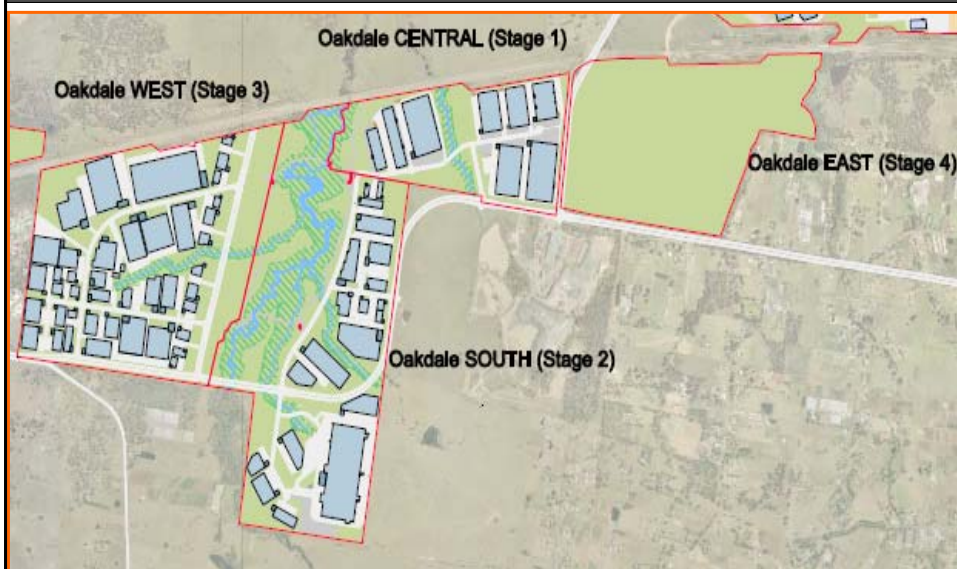 Oakdale CENTRAL (Stage 1)
Oakdale WEST (Stage 3)
Oakdale EAST (Stage 4)
Oakdale SOUTH (Stage 2)